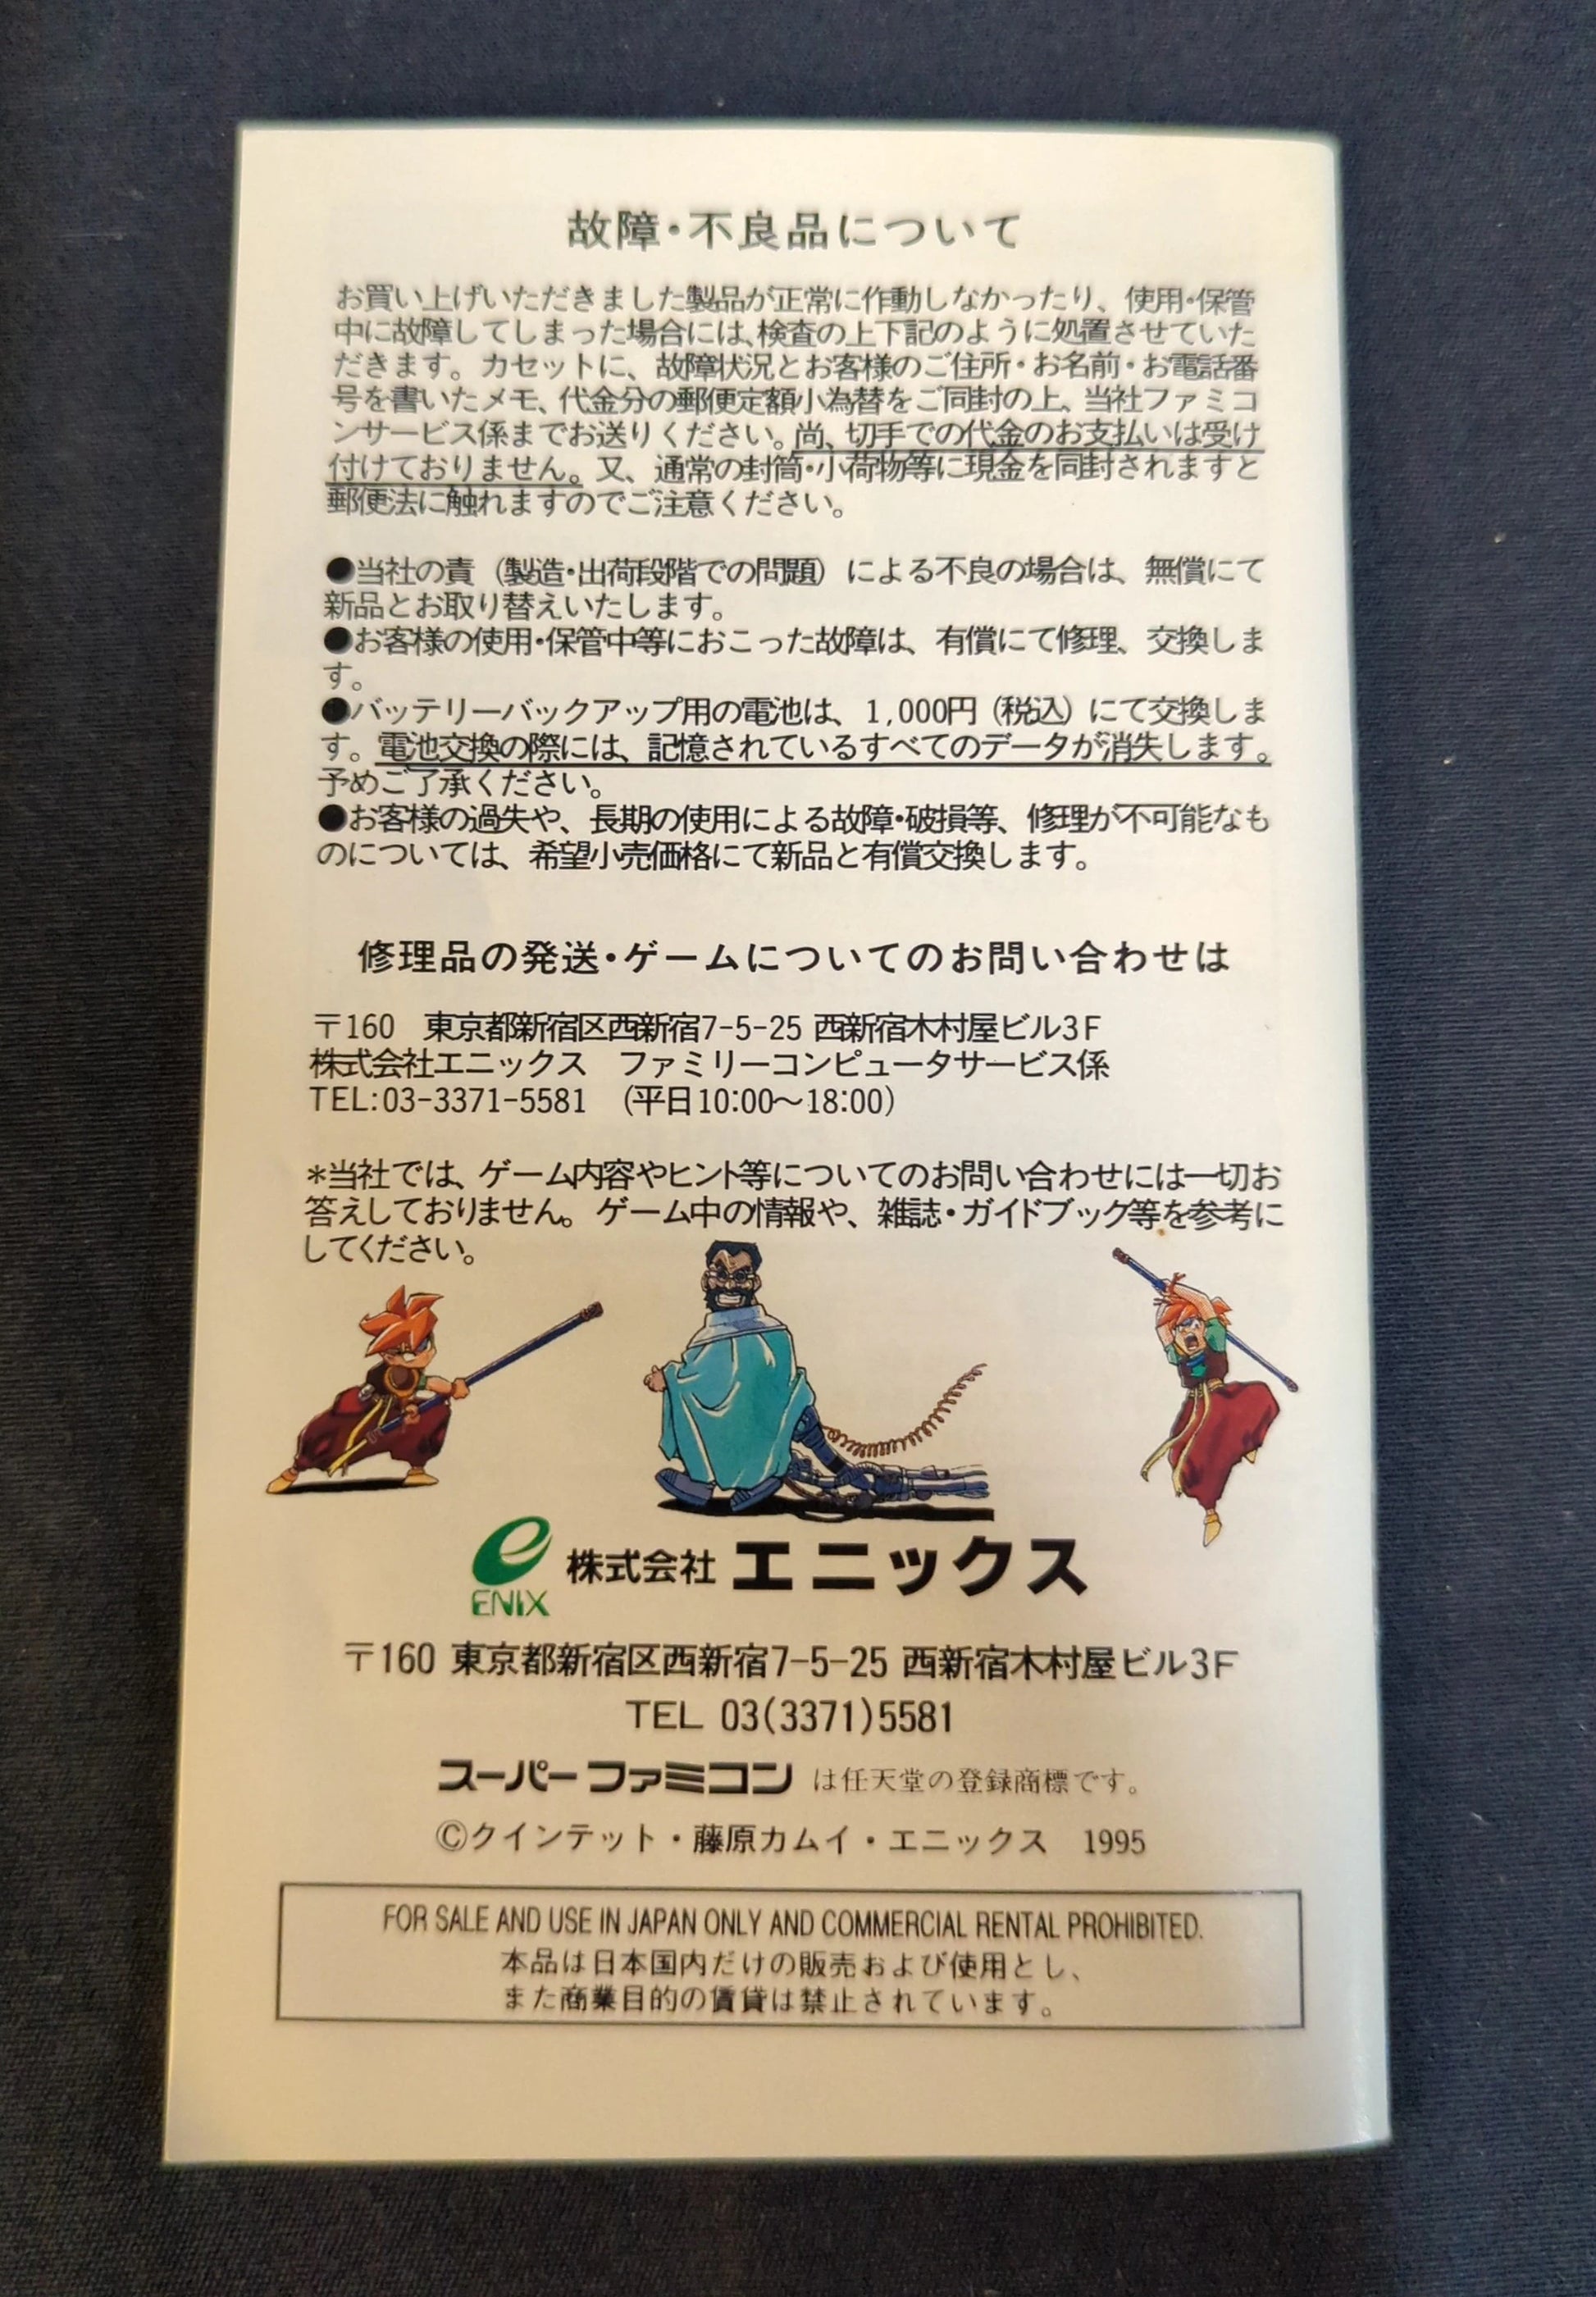 故障・不良品について
お買い上げいただきました製品が正常に作動しなかったり、使用・保管
中に故障してしまった場合には、検査の上下記のように処置させていた
だきます。カセットに、故障状況とお客様のご住所・お名前・お電話番
号を書いたメモ、代金分の郵便定額小為替をご同封の上、当社ファミコ
ンサービス係までお送りください。尚、切手での代金のお支払いは受け
付けておりません。又、通常の封筒・小荷物等に現金を同封されますと
郵便法に触れますのでご注意ください。
●当社の責（製造・出荷段階での問題）による不良の場合は、無償にて
新品とお取り替えいたします。
●お客様の使用・保管中等におこった故障は、有償にて修理、交換しま
す。
●バッテリーバックアップ用の電池は、1,000円（税込）にて交換しま
す。電池交換の際には、記憶されているすべてのデータが消失します。
予めご了承ください。
●お客様の過失や、長期の使用による故障・破損等、修理が不可能なも
のについては、希望小売価格にて新品と有償交換します。
修理品の発送・ゲームについてのお問い合わせは
〒160 東京都新宿区西新宿7-5-25 西新宿木村屋ビル3F
株式会社エニックス ファミリーコンピュータサービス係
TEL:03-3371-5581 （平日10:00〜18:00）
*当社では、ゲーム内容やヒント等についてのお問い合わせには一切お
答えしておりません。ゲーム中の情報や、雑誌・ガイドブック等を参考に
してください。
ENIX 株式会社 エニックス
〒160 東京都新宿区西新宿7-5-25 西新宿木村屋ビル3F
TEL 03(3371)5581
スーパーファミコン は任天堂の登録商標です。
©クインテット・藤原カムイ・エニックス 1995
FOR SALE AND USE IN JAPAN ONLY AND COMMERCIAL RENTAL PROHIBITED.
本品は日本国内だけの販売および使用とし、
また商業目的の賃貸は禁止されています。